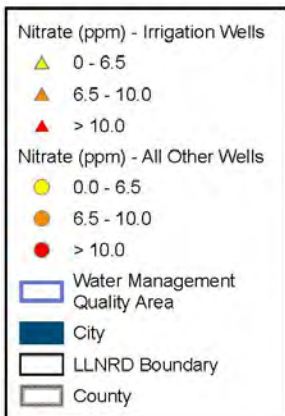 Nitrate (ppm) - Irrigation Wells
0 - 6.5
6.5 - 10.0
> 10.0
Nitrate (ppm) - All Other Wells
0.0 - 6.5
6.5 - 10.0
> 10.0
Water Management
Quality Area
City
LLNRD Boundary
County